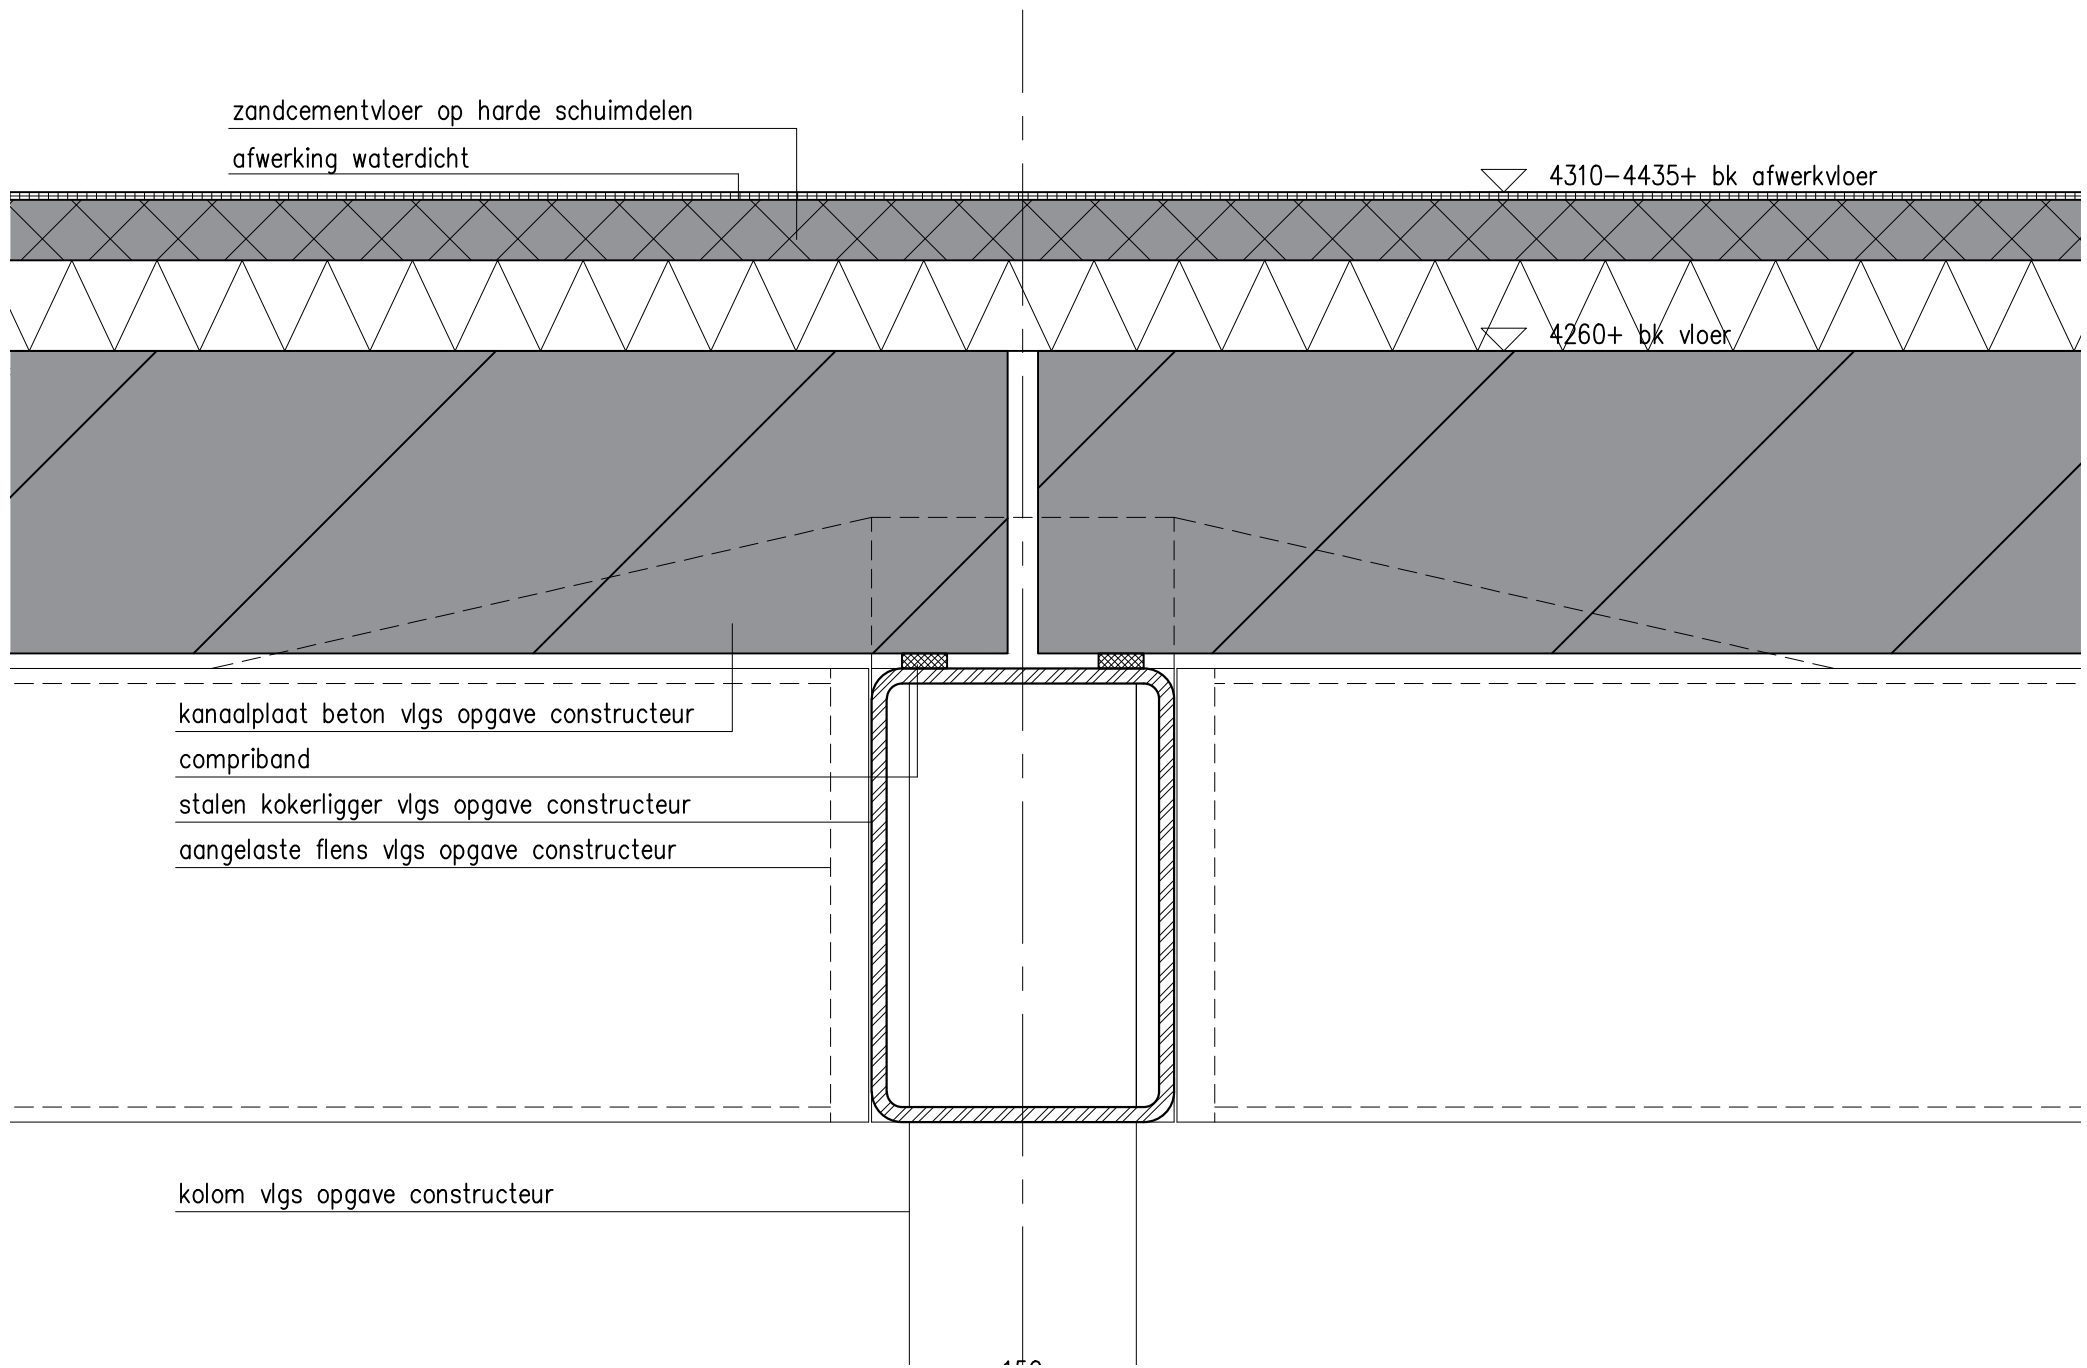 zandcementvloer op harde schuimdelen
afwerking waterdicht
4310-4435+ bk afwerkvloer
4260+ bk vloer
kanaalplaat beton vlgs opgave constructeur
compriband
stalen kokerligger vlgs opgave constructeur
aangelaste flens vlgs opgave constructeur
kolom vlgs opgave constructeur